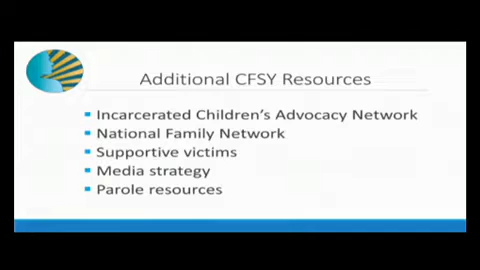 Additional CFSY Resources
Incarcerated Children's Advocacy Network
National Family Network
Supportive victims
Media strategy
Parole resources